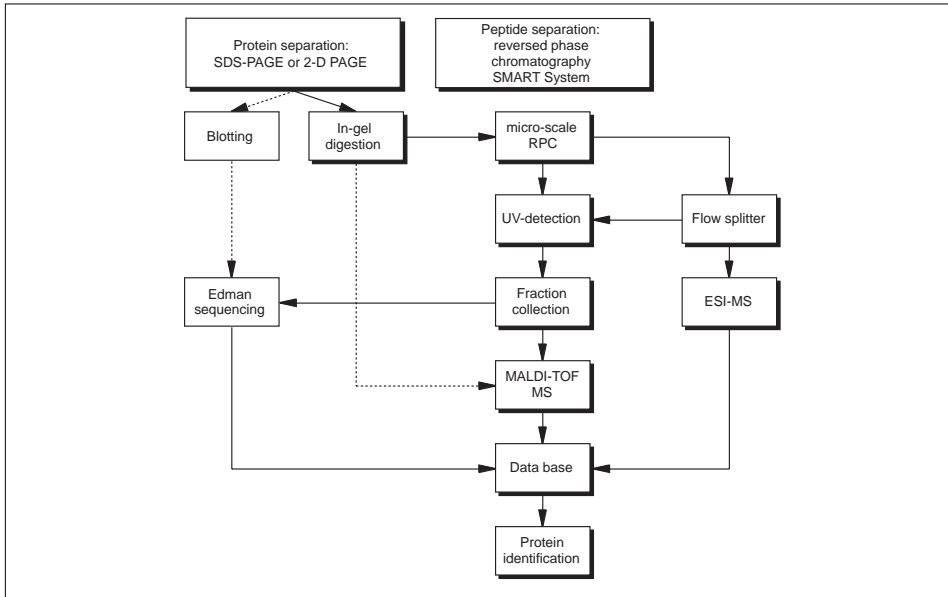 Protein separation:
SDS-PAGE or 2-D PAGE
Peptide separation:
reversed phase
chromatography
SMART System
Blotting
In-gel
digestion
micro-scale
RPC
UV-detection
Flow splitter
Edman
sequencing
Fraction
collection
ESI-MS
MALDI-TOF
MS
Data base
Protein
identification